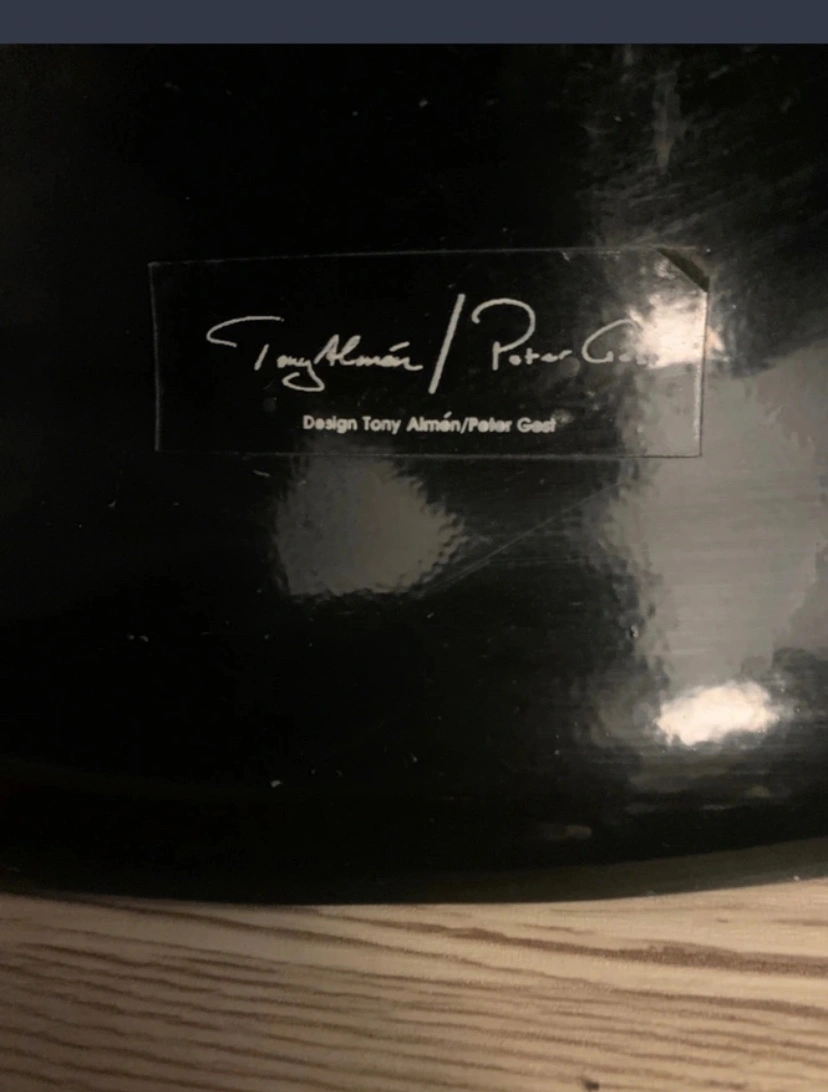 Tony Almén / Peter
Design Tony Almén/Peter Gest